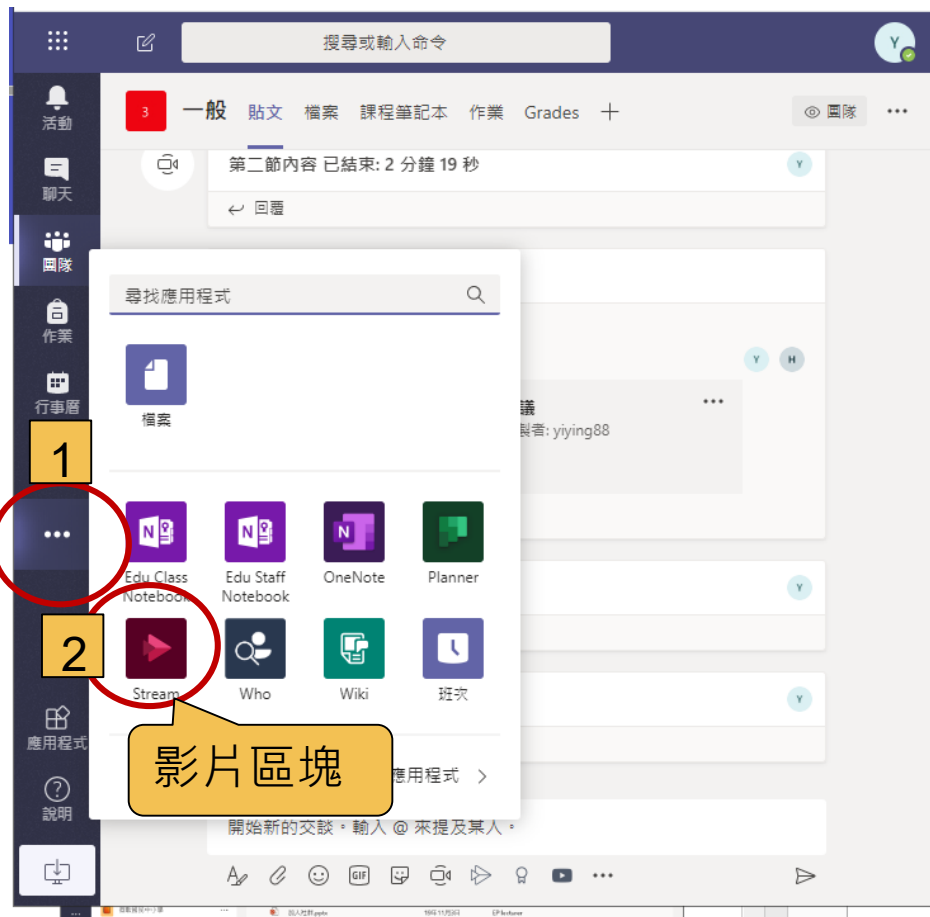 搜尋或輸入命令
Y
活動
聊天
團隊
作業
行事曆
應用程式
說明
3 一般 貼文 檔案 課程筆記本 作業 Grades
團隊
第二節內容 已結束: 2 分鐘 19 秒
Y
回覆
尋找應用程式
檔案
Y H
議
製者: yiying88
1
Edu Class Notebook
Edu Staff Notebook
OneNote
Planner
Y
2
Stream
Who
Wiki
班次
Y
影片區塊
應用程式
開始新的交談。輸入 @ 來提及某人。
GIF